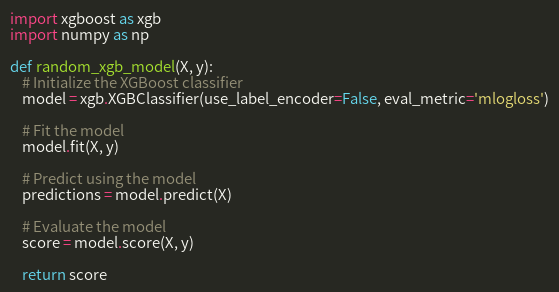 import xgboost as xgb
import numpy as np

def random_xgb_model(X, y):
    # Initialize the XGBoost classifier
    model = xgb.XGBClassifier(use_label_encoder=False, eval_metric='mlogloss')

    # Fit the model
    model.fit(X, y)

    # Predict using the model
    predictions = model.predict(X)

    # Evaluate the model
    score = model.score(X, y)

    return score